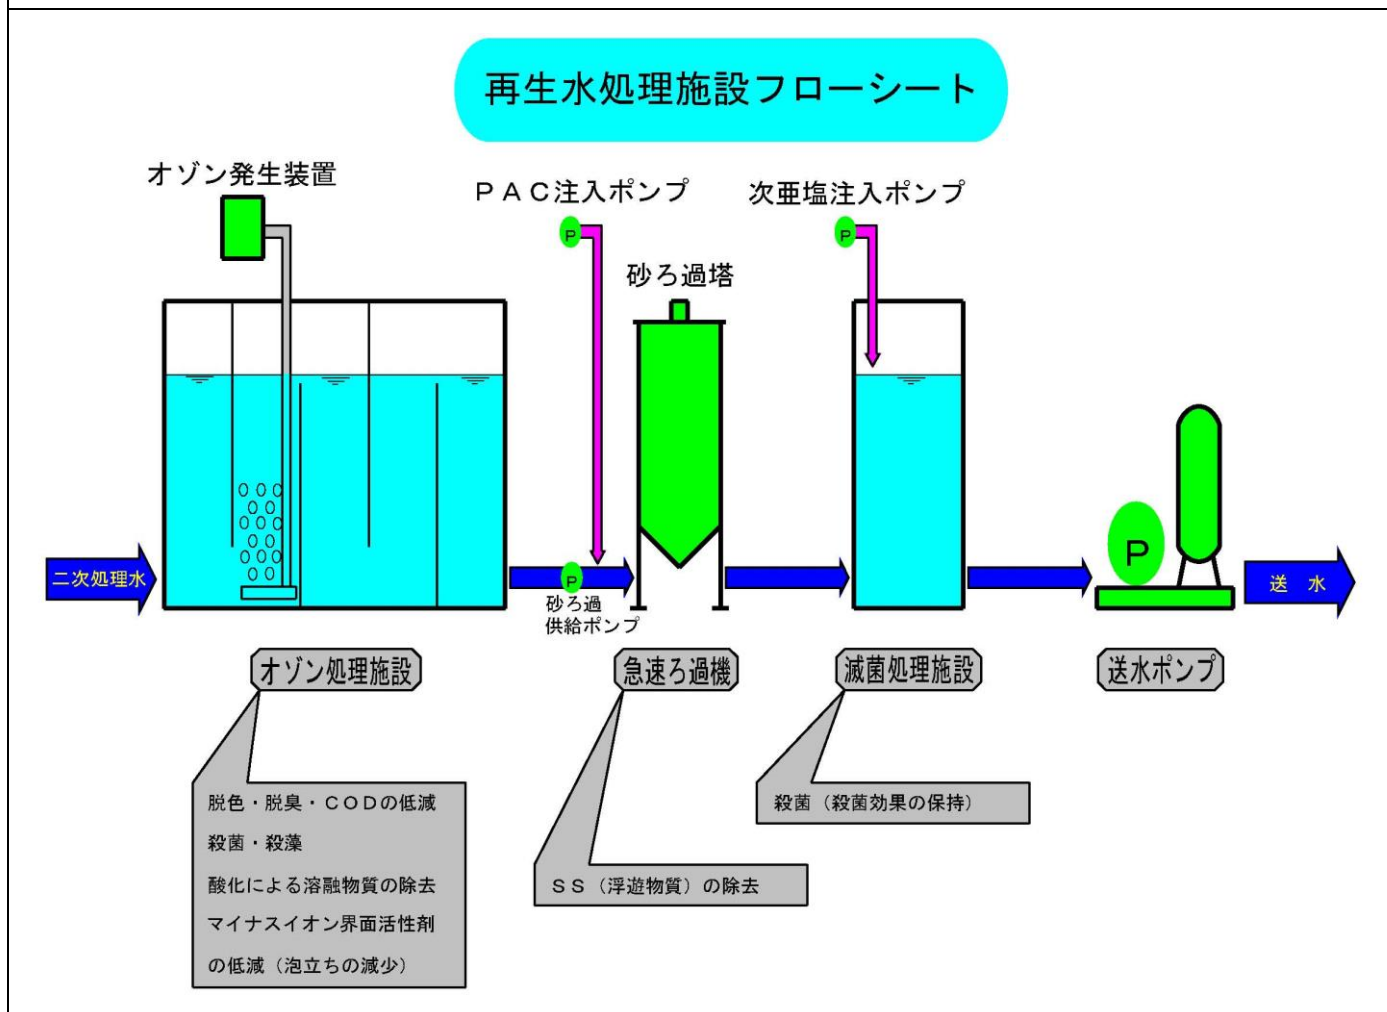 再生水処理施設フローシート
オゾン発生装置
ＰＡＣ注入ポンプ
次亜塩注入ポンプ
P
P
砂ろ過塔
二次処理水
P
砂ろ過
供給ポンプ
P
送　水
オゾン処理施設
急速ろ過機
滅菌処理施設
送水ポンプ
脱色・脱臭・ＣＯＤの低減
殺菌・殺藻
酸化による溶融物質の除去
マイナスイオン界面活性剤
の低減（泡立ちの減少）
ＳＳ（浮遊物質）の除去
殺菌（殺菌効果の保持）